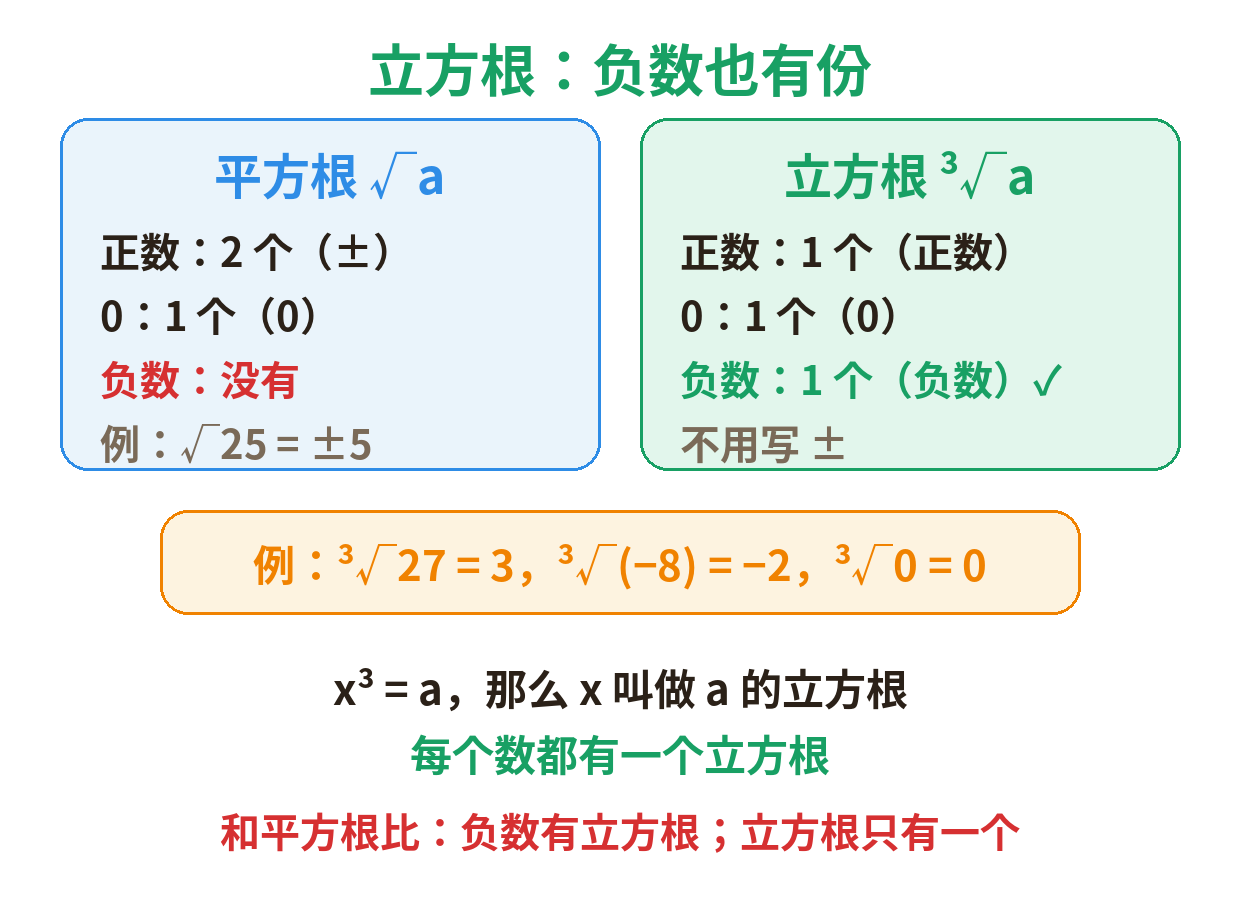 立方根：负数也有份
平方根 √a
正数：2 个（±）
0：1 个（0）
负数：没有
例：√25 = ±5
立方根 ³√a
正数：1 个（正数）
0：1 个（0）
负数：1 个（负数）✓
不用写 ±
例：³√27 = 3，³√(−8) = −2，³√0 = 0
x³ = a，那么 x 叫做 a 的立方根
每个数都有一个立方根
和平方根比：负数有立方根；立方根只有一个